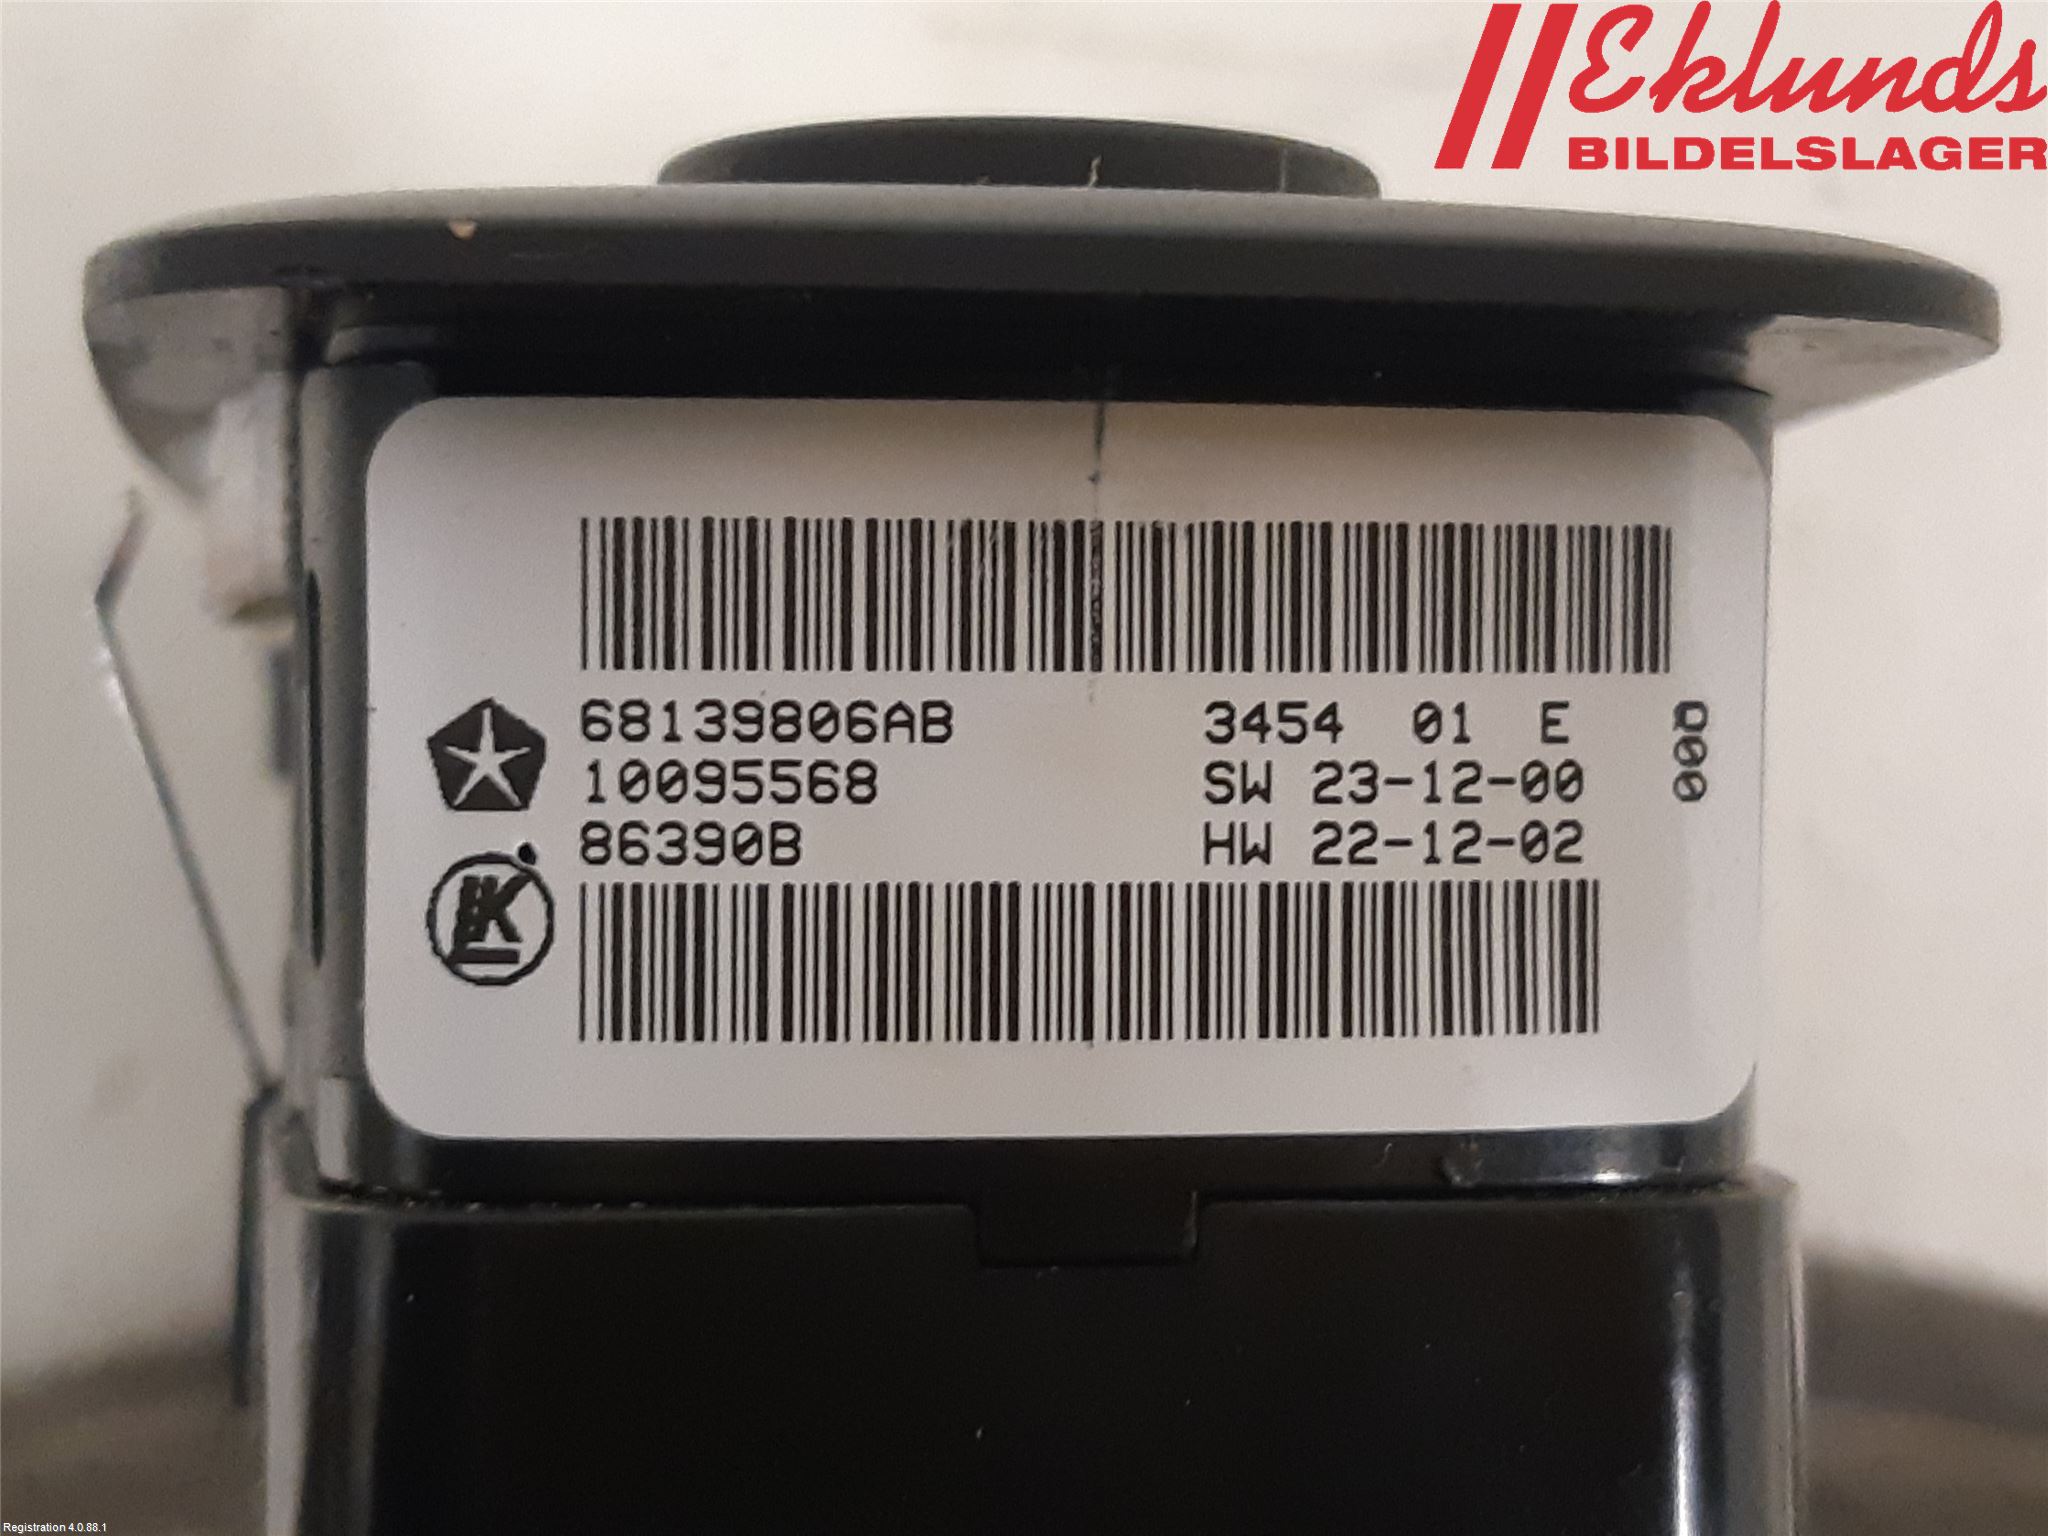 Eklunds
BILDELSLAGER
68139806AB 3454 01 E Q00
10095568 SW 23-12-00
86390B HW 22-12-02
K
Registration 4.0.88.1